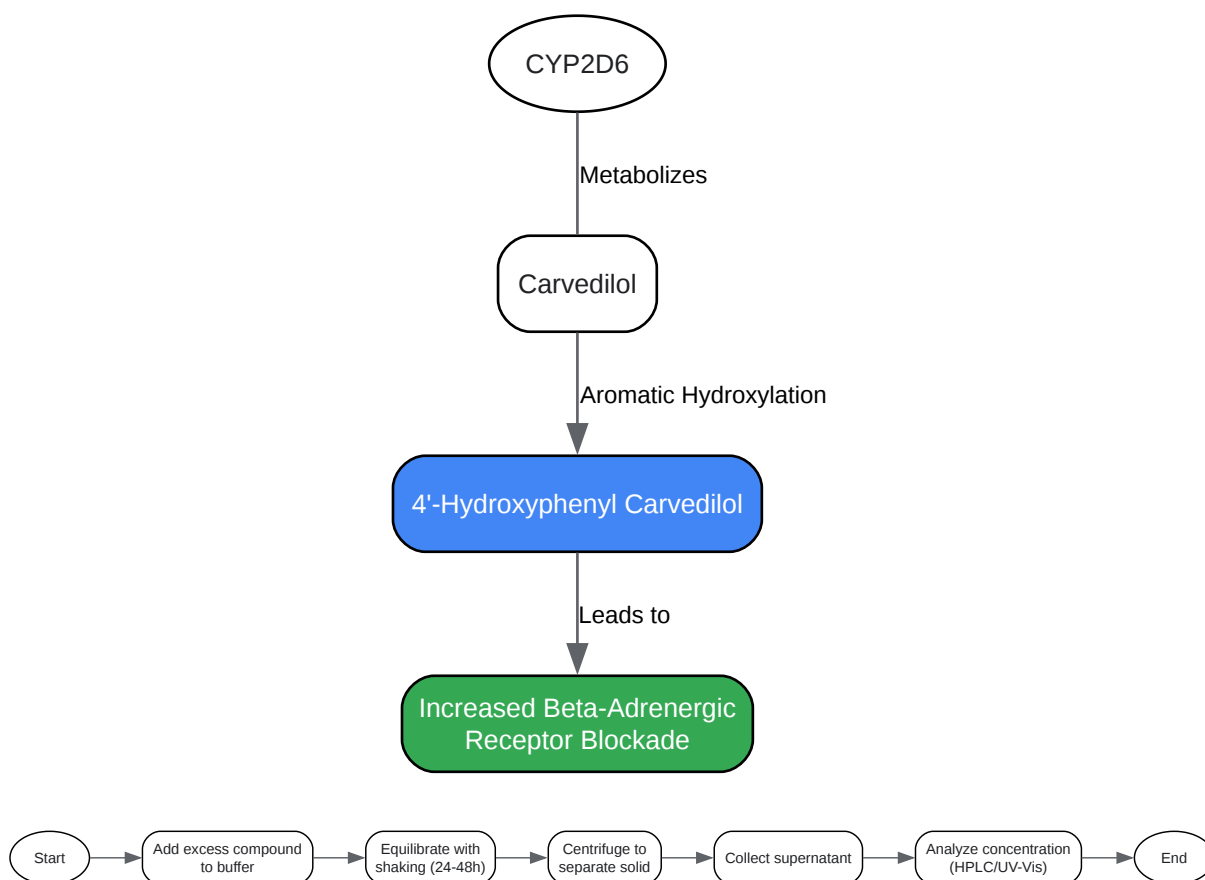 CYP2D6
Metabolizes
Carvedilol
Aromatic Hydroxylation
4'-Hydroxyphenyl Carvedilol
Leads to
Increased Beta-Adrenergic
Receptor Blockade
Start
Add excess compound
to buffer
Equilibrate with
shaking (24-48h)
Centrifuge to
separate solid
Collect supernatant
Analyze concentration
(HPLC/UV-Vis)
End